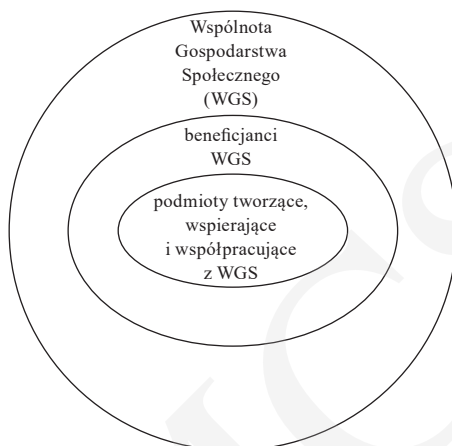 Wspólnota
Gospodarstwa
Społecznego
(WGS)
beneficjanci
WGS
podmioty tworzące,
wspierające
i współpracujące
z WGS